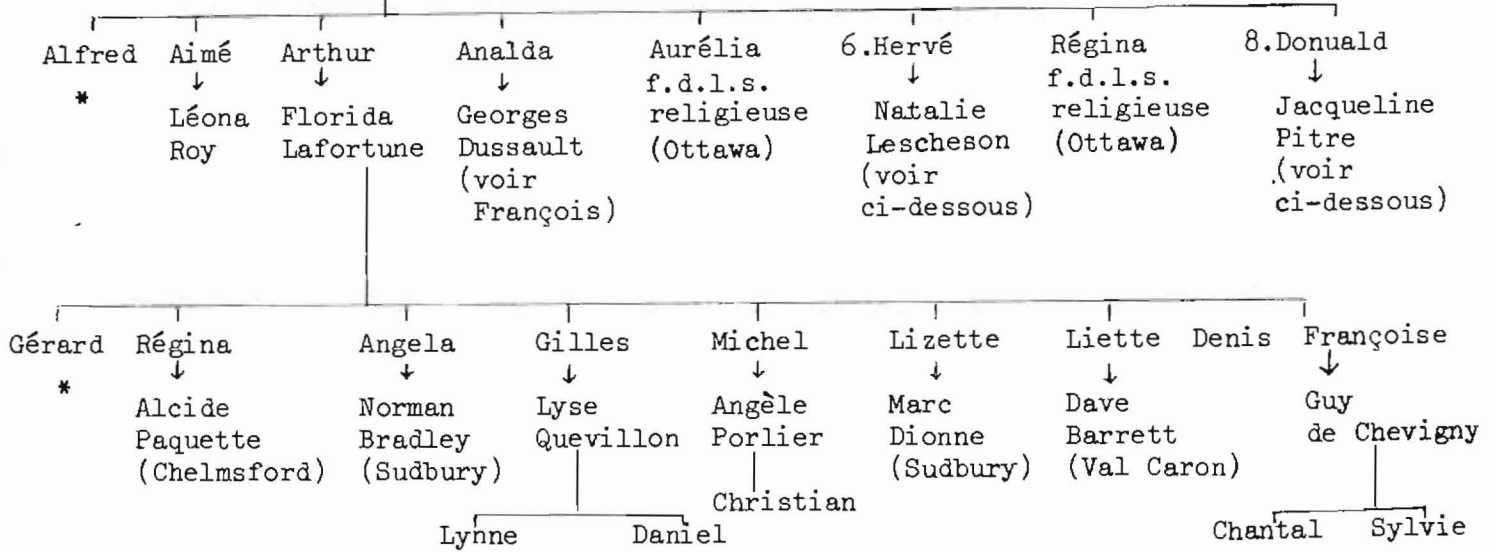 Alfred Aimé Arthur Analda Aurélia 6.Hervé Régina 8.Donuald
* ↓ ↓ ↓ f.d.l.s. ↓ f.d.l.s. ↓
Léona Florida Georges religieuse Natalie religieuse Jacqueline
Roy Lafortune Dussault (Ottawa) Lescheson (Ottawa) Pitre
(voir (voir (voir
François) ci-dessous) ci-dessous)
Gérard Régina Angela Gilles Michel Lizette Liette Denis Françoise
* ↓ ↓ ↓ ↓ ↓ ↓ ↓
Alcide Norman Lyse Angèle Marc Dave Guy
Paquette Bradley Quevillon Porlier Dionne Barrett de Chevigny
(Chelmsford) (Sudbury) (Sudbury) (Val Caron)
Christian
Lynne Daniel Chantal Sylvie